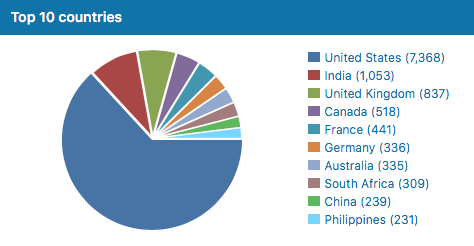 Top 10 countries
United States (7,368)
India (1,053)
United Kingdom (837)
Canada (518)
France (441)
Germany (336)
Australia (335)
South Africa (309)
China (239)
Philippines (231)